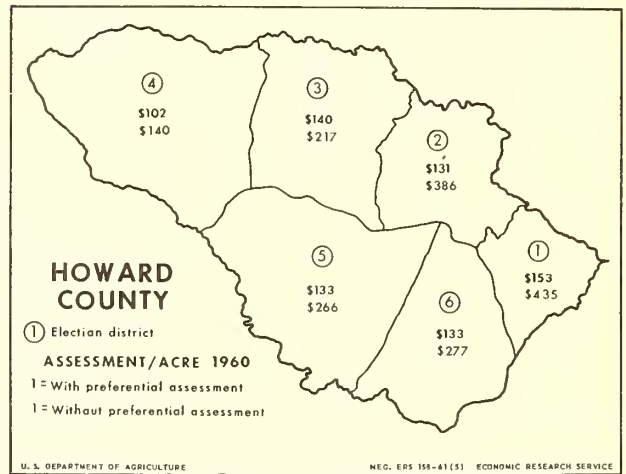 ④
$102
$140
③
$140
$217
②
$131
$386
①
$153
$435
⑤
$133
$266
⑥
$133
$277
HOWARD
COUNTY
① Election district
ASSESSMENT/ACRE 1960
1 = With preferential assessment
1 = Without preferential assessment
U. S. DEPARTMENT OF AGRICULTURE
NEG. ERS 158-61 (5) ECONOMIC RESEARCH SERVICE